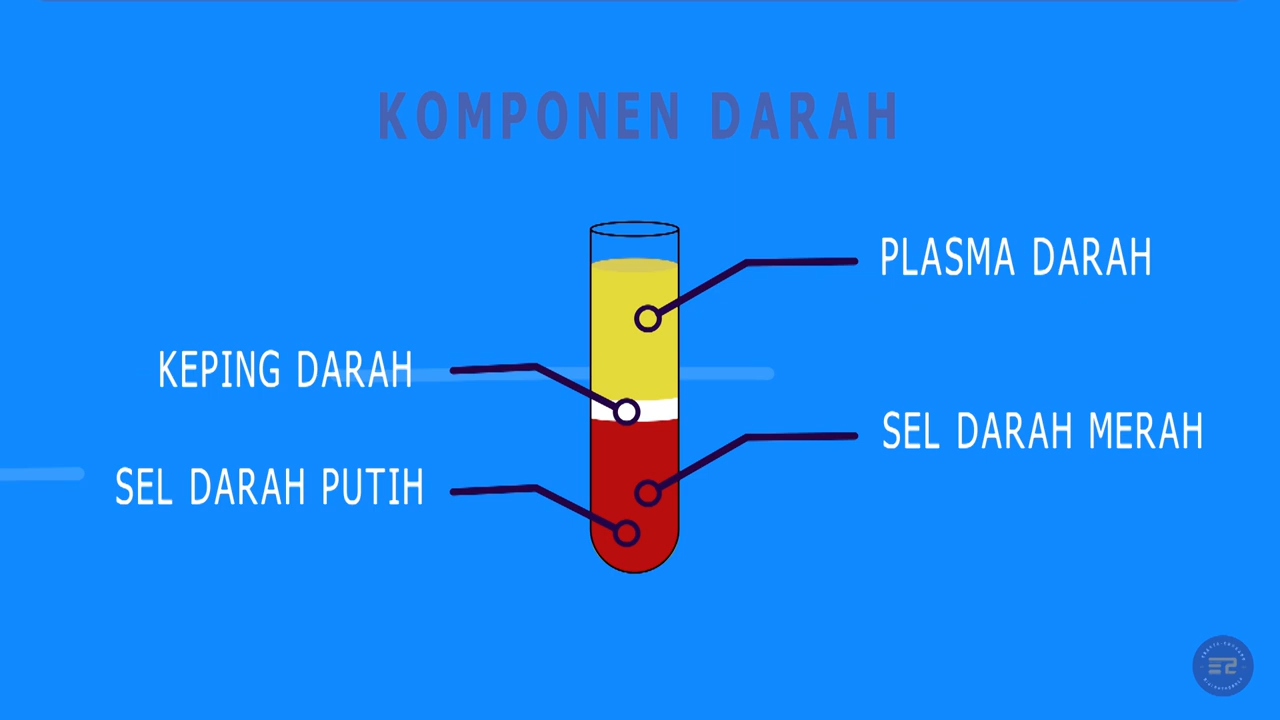 KOMPONEN DARAH
PLASMA DARAH
KEPING DARAH
SEL DARAH MERAH
SEL DARAH PUTIH